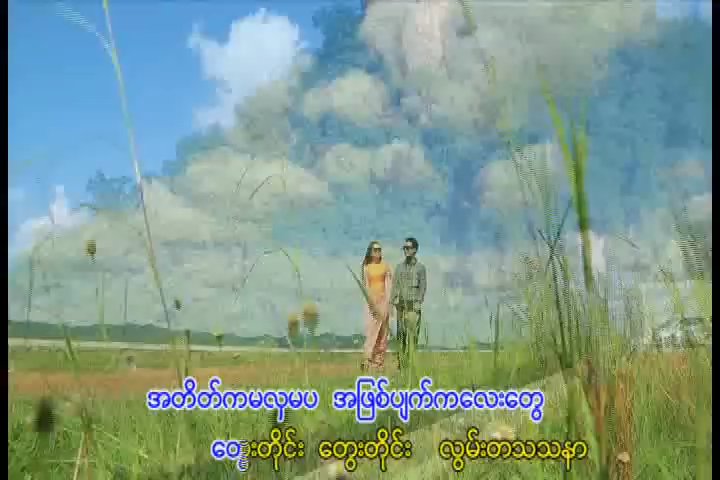 အတိတ်ကမလှမပ အဖြစ်ပျက်ကလေးတွေ
တွေးတိုင်း တွေးတိုင်း လွမ်းတသသနာ